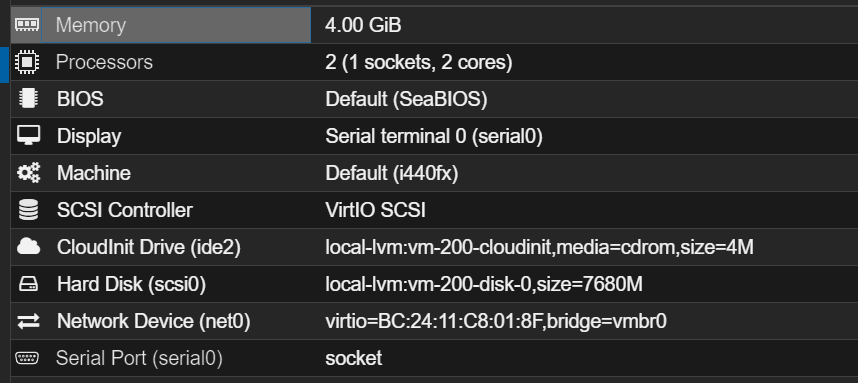 Memory 4.00 GiB
Processors 2 (1 sockets, 2 cores)
BIOS Default (SeaBIOS)
Display Serial terminal 0 (serial0)
Machine Default (i440fx)
SCSI Controller VirtIO SCSI
CloudInit Drive (ide2) local-lvm:vm-200-cloudinit,media=cdrom,size=4M
Hard Disk (scsi0) local-lvm:vm-200-disk-0,size=7680M
Network Device (net0) virtio=BC:24:11:C8:01:8F,bridge=vmbr0
Serial Port (serial0) socket